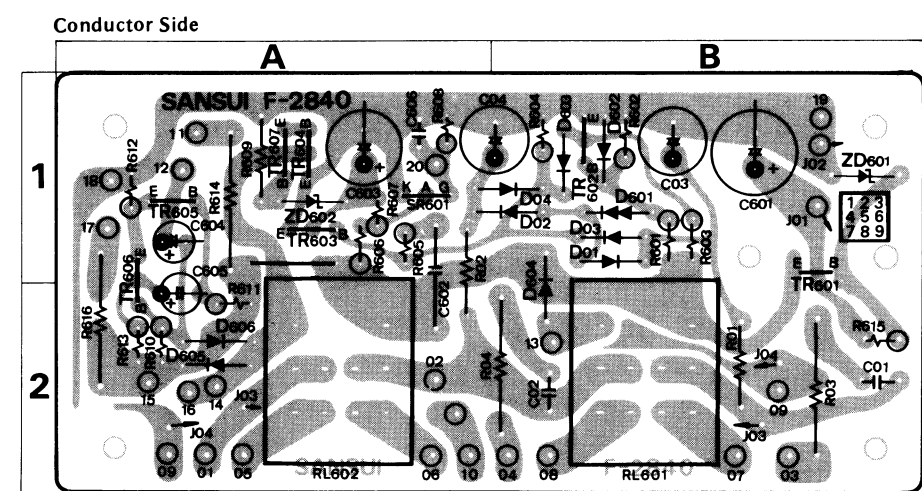 Conductor Side
A B
1
2
SANSUI F-2840
11
12
18
17
R612
E B
TR605
C604
R614
R609
E B
TR607
TR604
B E
C603
ZD602
E B
TR603
R607
R606
R605
C606
R608
20
K A G
SR601
C04
R604
D603
D602
R602
E
TR
602
B
D04
D02
D601
D03
D01
R601
R603
C03
C601
19
J02
ZD601
J01
1 2 3
4 5 6
7 8 9
E B
TR601
TR606
E
B
C605
R611
R616
R613
R610
D606
D605
15
16
14
J03
J04
09
01
05
SANSUI
RL602
C602
R02
D604
02
R04
13
C02
06
10
04
08
F-2840
RL601
R01
J04
09
R03
J03
07
03
R615
C01